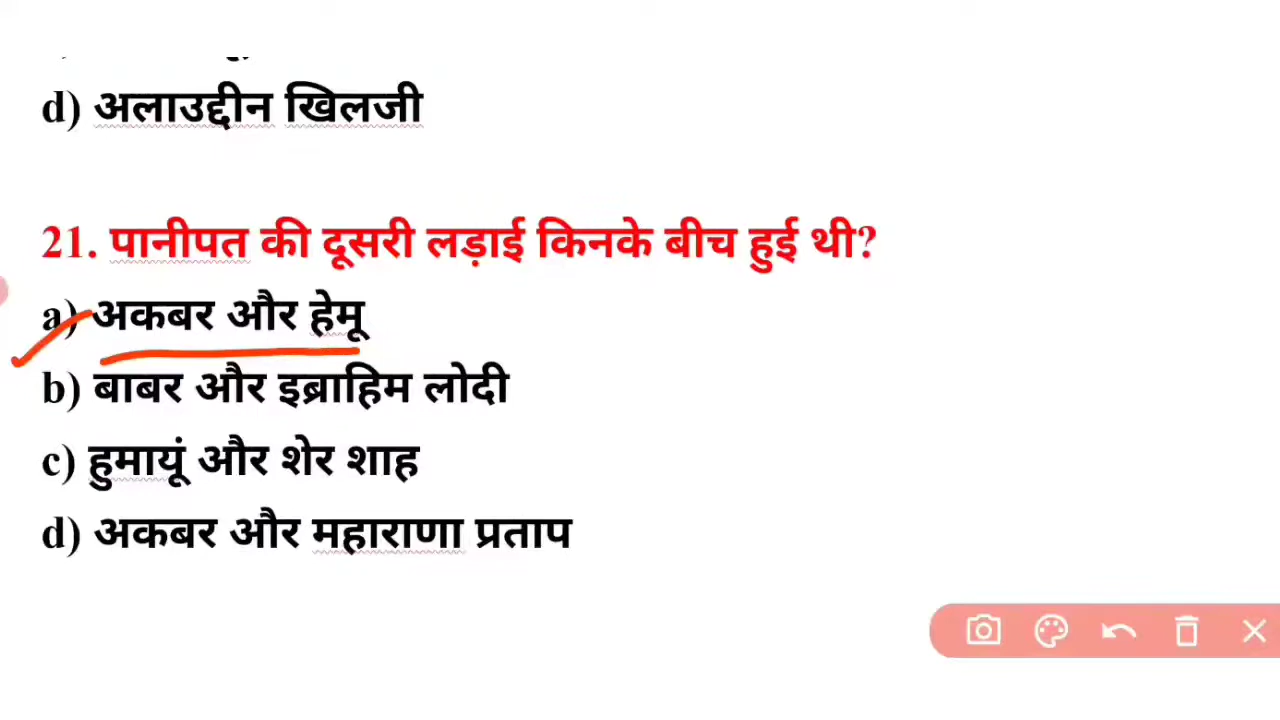 d) अलाउद्दीन खिलजी
21. पानीपत की दूसरी लड़ाई किनके बीच हुई थी?
a) अकबर और हेमू
b) बाबर और इब्राहिम लोदी
c) हुमायूं और शेर शाह
d) अकबर और महाराणा प्रताप